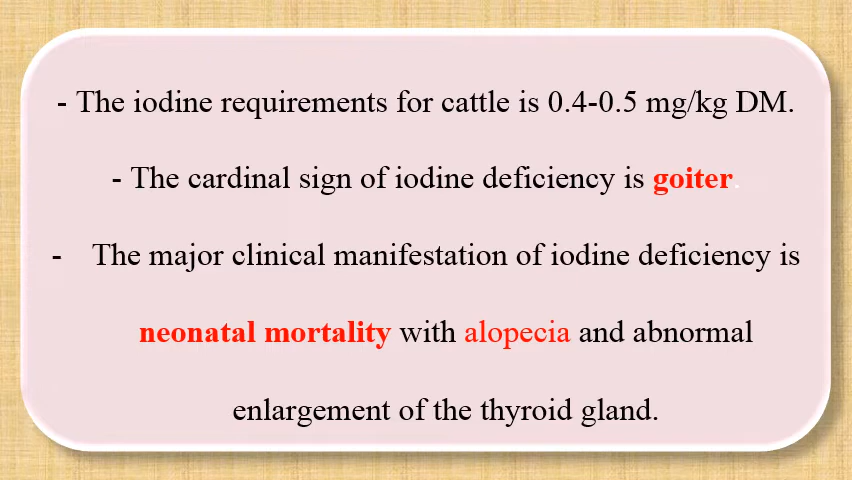 - The iodine requirements for cattle is 0.4-0.5 mg/kg DM.
- The cardinal sign of iodine deficiency is goiter.
- The major clinical manifestation of iodine deficiency is
neonatal mortality with alopecia and abnormal
enlargement of the thyroid gland.